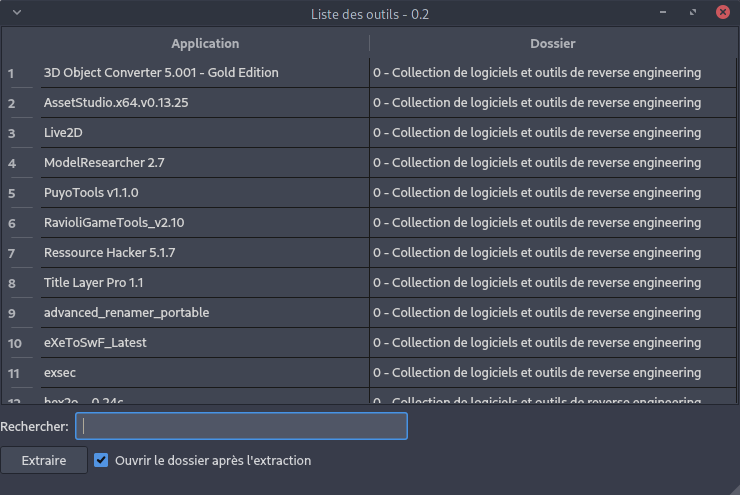 Liste des outils - 0.2
Application Dossier
1 3D Object Converter 5.001 - Gold Edition 0 - Collection de logiciels et outils de reverse engineering
2 AssetStudio.x64.v0.13.25 0 - Collection de logiciels et outils de reverse engineering
3 Live2D 0 - Collection de logiciels et outils de reverse engineering
4 ModelResearcher 2.7 0 - Collection de logiciels et outils de reverse engineering
5 PuyoTools v1.1.0 0 - Collection de logiciels et outils de reverse engineering
6 RavioliGameTools_v2.10 0 - Collection de logiciels et outils de reverse engineering
7 Ressource Hacker 5.1.7 0 - Collection de logiciels et outils de reverse engineering
8 Title Layer Pro 1.1 0 - Collection de logiciels et outils de reverse engineering
9 advanced_renamer_portable 0 - Collection de logiciels et outils de reverse engineering
10 eXeToSwF_Latest 0 - Collection de logiciels et outils de reverse engineering
11 exsec 0 - Collection de logiciels et outils de reverse engineering
12 0 - Collection de logiciels et outils de reverse engineering
Rechercher:
Extraire Ouvrir le dossier après l'extraction